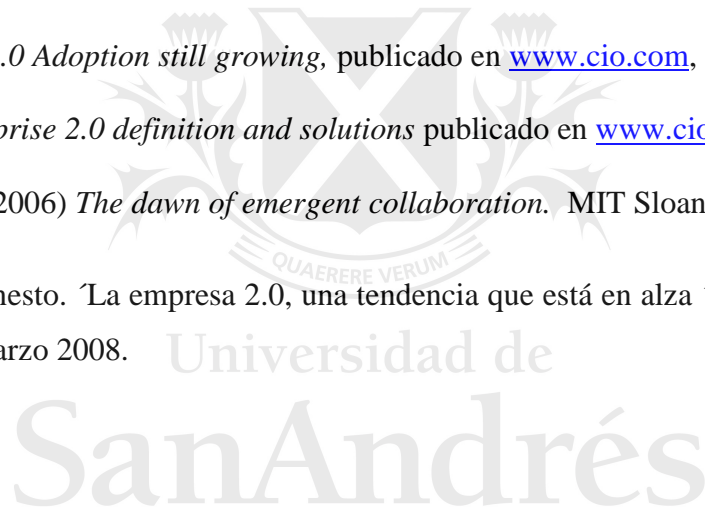 .0 Adoption still growing, publicado en www.cio.com,
prise 2.0 definition and solutions publicado en www.cio
2006) The dawn of emergent collaboration. MIT Sloan
QUAERERE VERUM
nesto. ´La empresa 2.0, una tendencia que está en alza ´
arzo 2008.
Universidad de
SanAndrés